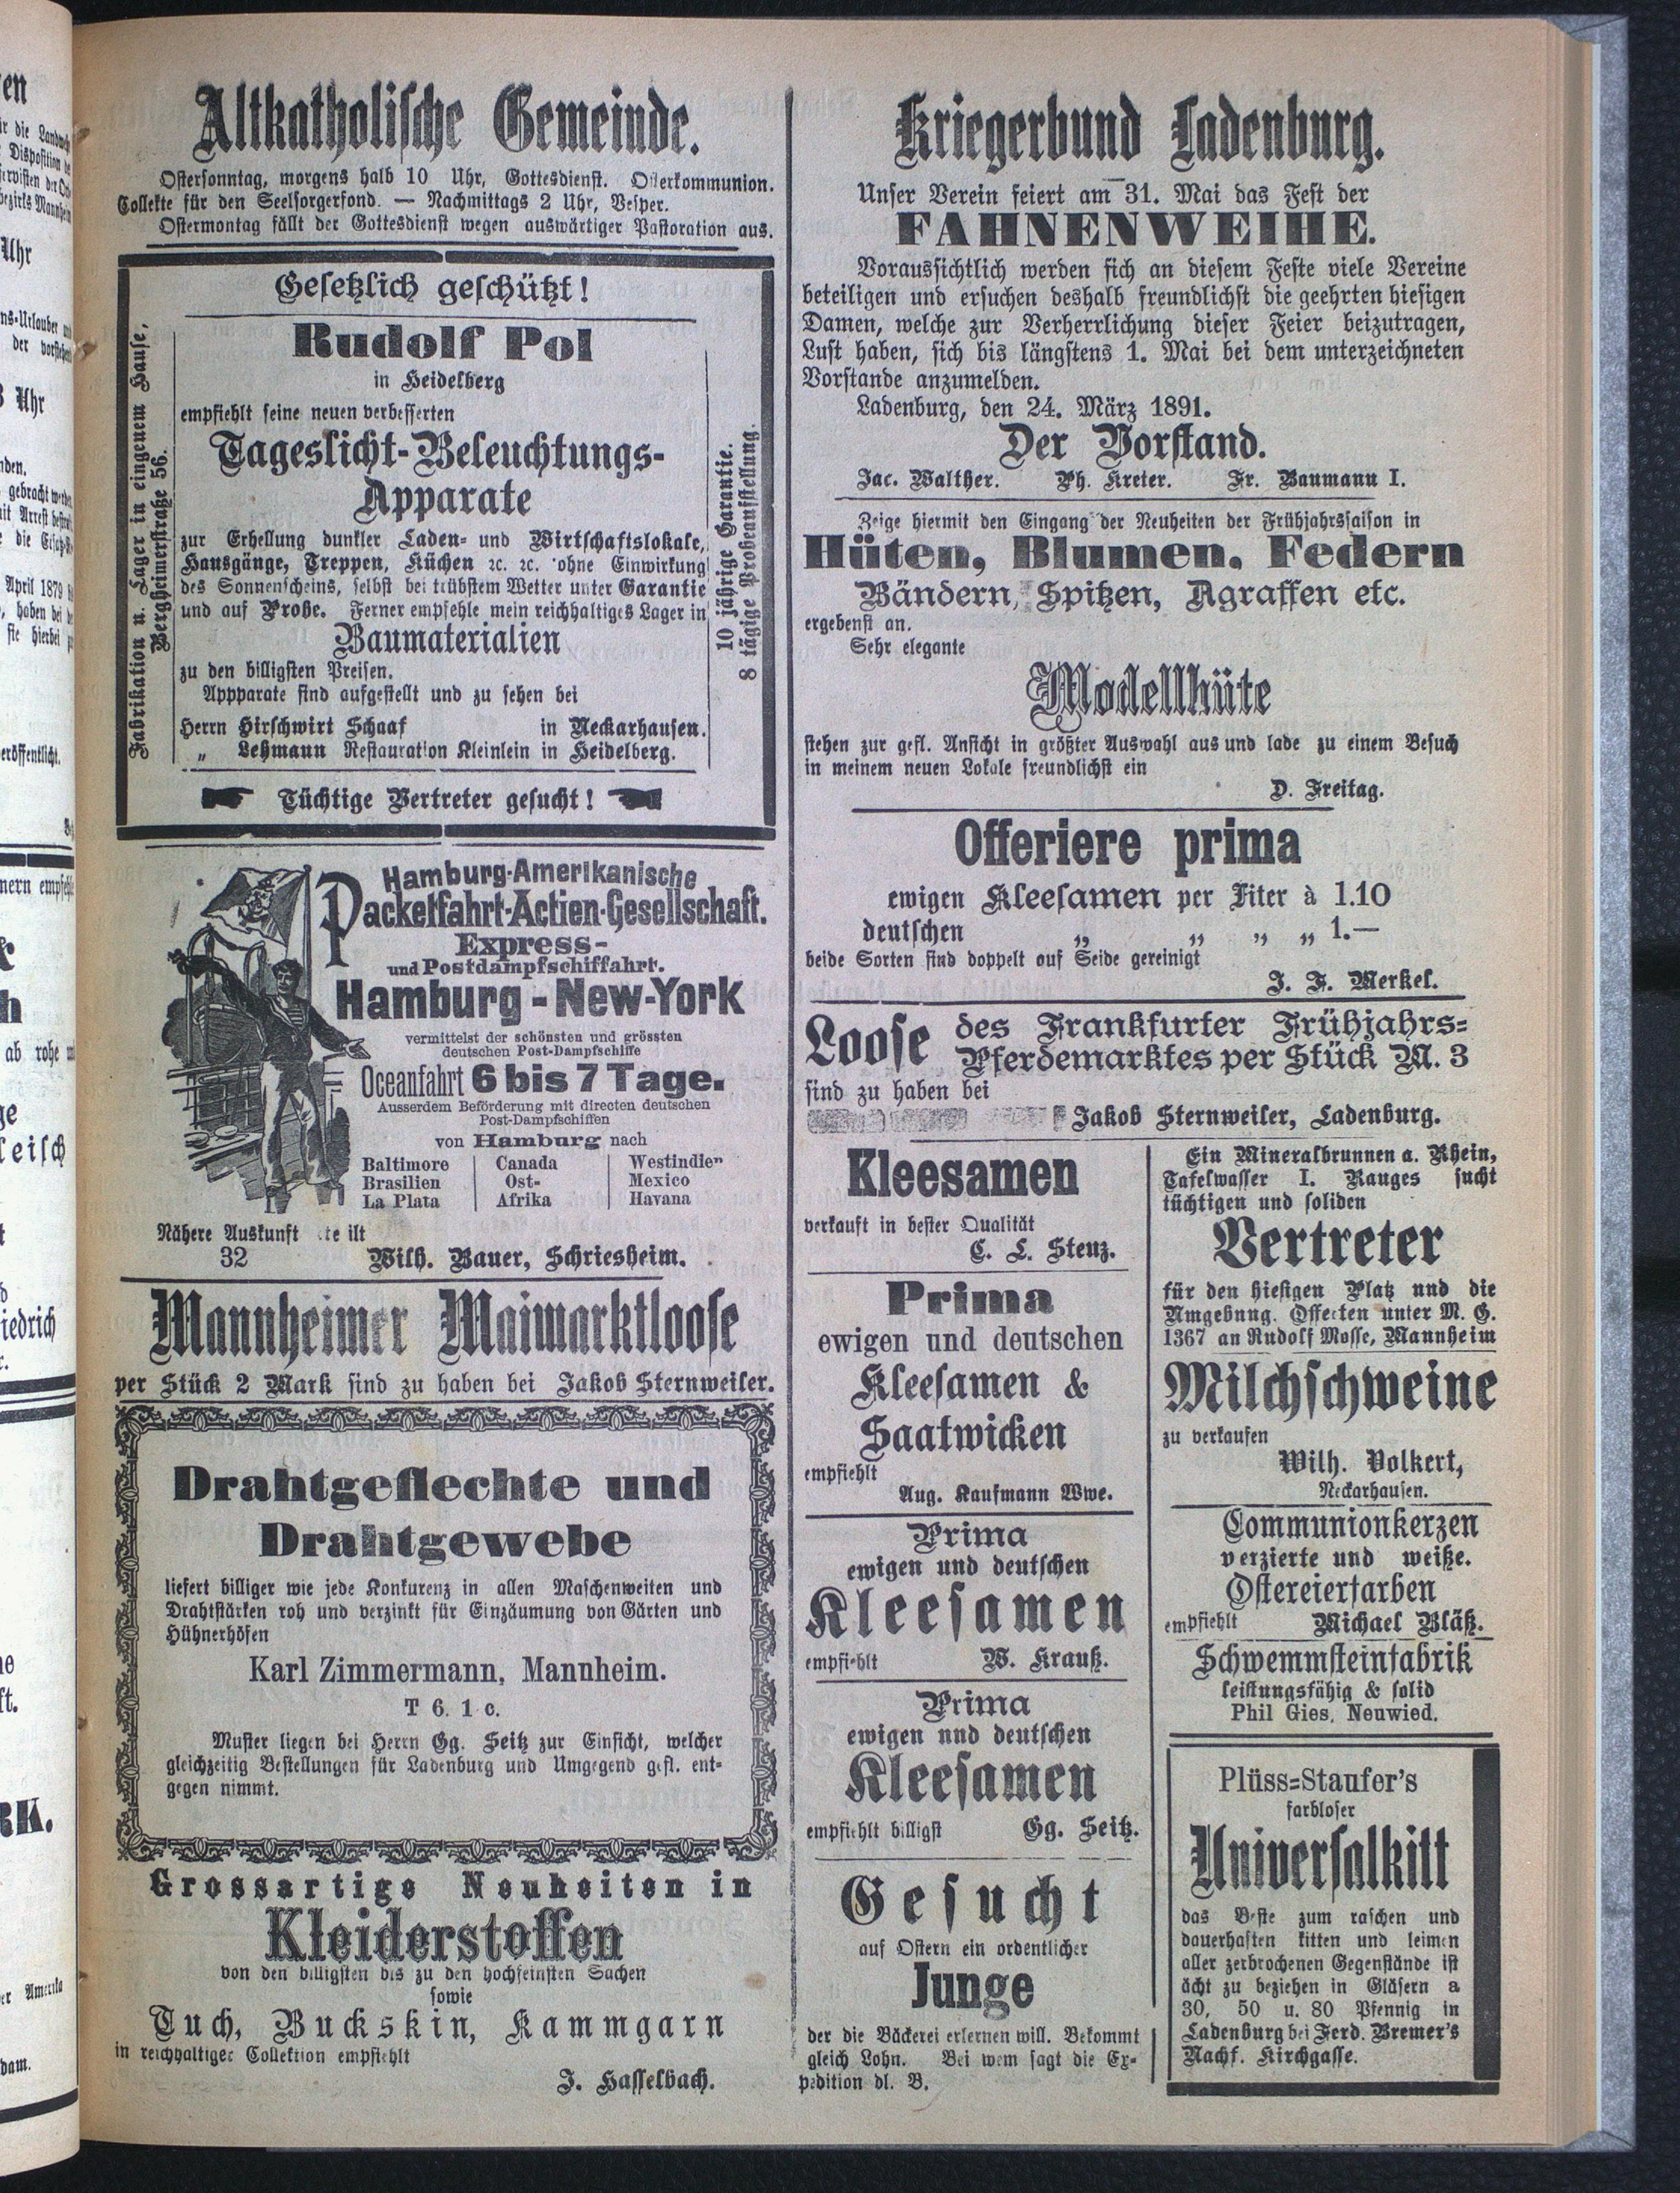 Altkatholische Gemeinde.
Ostersonntag, morgens halb 10 Uhr, Gottesdienst. Osterkommunion.
Collekte für den Seelsorgerfond. — Nachmittags 2 Uhr, Vesper.
Ostermontag fällt der Gottesdienst wegen auswärtiger Pastoration aus.
Gesetzlich geschützt!
Fabrikation u. Lager in eingenem Hause,
Bergheimerstraße 56.
Rudolf Pol
in Heidelberg
empfiehlt seine neuen verbesserten
Tageslicht-Beleuchtungs-
Apparate
zur Erhellung dunkler Laden- und Wirtschaftslokale,
Hausgänge, Treppen, Küchen ꝛc. ꝛc. ohne Einwirkung
des Sonnenscheins, selbst bei trübstem Wetter unter Garantie
und auf Probe. Ferner empfehle mein reichhaltiges Lager in
Baumaterialien
zu den billigsten Preisen.
Appparate sind aufgestellt und zu sehen bei
Herrn Hirschwirt Schaaf in Neckarhausen.
„ Lehmann Restauration Kleinlein in Heidelberg.
10 jährige Garantie.
8 tägige Probeaufstellung.
Tüchtige Vertreter gesucht!
Hamburg-Amerikanische
Packetfahrt-Actien-Gesellschaft.
Express-
und Postdampfschiffahrt.
Hamburg - New-York
vermittelst der schönsten und grössten
deutschen Post-Dampfschiffe
Oceanfahrt 6 bis 7 Tage.
Ausserdem Beförderung mit directen deutschen
Post-Dampfschiffen
von Hamburg nach
Baltimore Canada Westindien
Brasilien Ost- Mexico
La Plata Afrika Havana
Nähere Auskunft te ilt
32 Wilh. Bauer, Schriesheim.
Mannheimer Maimarktloose
per Stück 2 Mark sind zu haben bei Jakob Sternweiler.
Drahtgeflechte und
Drahtgewebe
liefert billiger wie jede Konkurenz in allen Maschenweiten und
Drahtstärken roh und verzinkt für Einzäumung von Gärten und
Hühnerhöfen
Karl Zimmermann, Mannheim.
T 6. 1 c.
Muster liegen bei Herrn Gg. Seitz zur Einsicht, welcher
gleichzeitig Bestellungen für Ladenburg und Umgegend gefl. ent-
gegen nimmt.
Grossartige Neuheiten in
Kleiderstoffen
von den billigsten bis zu den hochfeinsten Sachen
sowie
Tuch, Buckskin, Kammgarn
in reichhaltiger Collektion empfiehlt
J. Hasselbach.
Kriegerbund Ladenburg.
Unser Verein feiert am 31. Mai das Fest der
FAHNENWEIHE.
Voraussichtlich werden sich an diesem Feste viele Vereine
beteiligen und ersuchen deshalb freundlichst die geehrten hiesigen
Damen, welche zur Verherrlichung dieser Feier beizutragen,
Lust haben, sich bis längstens 1. Mai bei dem unterzeichneten
Vorstande anzumelden.
Ladenburg, den 24. März 1891.
Der Vorstand.
Jac. Walther. Ph. Kreter. Fr. Baumann I.
Zeige hiermit den Eingang der Neuheiten der Frühjahrssaison in
Hüten, Blumen, Federn
Bändern, Spitzen, Agraffen etc.
ergebenst an.
Sehr elegante
Modellhüte
stehen zur gefl. Ansicht in größter Auswahl aus und lade zu einem Besuch
in meinem neuen Lokale freundlichst ein
D. Freitag.
Offeriere prima
ewigen Kleesamen per Liter à 1.10
deutschen „ „ „ „ 1.—
beide Sorten sind doppelt auf Seide gereinigt
J. F. Merkel.
Loose des Frankfurter Frühjahrs-
Pferdemarktes per Stück M. 3
sind zu haben bei
Jakob Sternweiler, Ladenburg.
Kleesamen
verkauft in bester Qualität
C. L. Stenz.
Prima
ewigen und deutschen
Kleesamen &
Saatwicken
empfiehlt
Aug. Kaufmann Wwe.
Prima
ewigen und deutschen
Kleesamen
empfiehlt W. Krauß.
Prima
ewigen nnd deutschen
Kleesamen
empfiehlt billigst Gg. Seitz.
Gesucht
auf Ostern ein ordentlicher
Junge
der die Bäckerei erlernen will. Bekommt
gleich Lohn. Bei wem sagt die Ex-
pedition dl. B.
Ein Mineralbrunnen a. Rhein,
Tafelwasser I. Ranges sucht
tüchtigen und soliden
Vertreter
für den hiesigen Platz und die
Umgebnng. Offerten unter M. G.
1367 an Rudolf Mosse, Mannheim
Milchschweine
zu verkaufen
Wilh. Volkert,
Neckarhausen.
Communionkerzen
verzierte und weiße.
Ostereierfarben
empfiehlt Michael Bläß.
Schwemmsteinfabrik
leistungsfähig & solid
Phil Gies, Neuwied.
Plüss-Staufer's
farbloser
Universalkitt
das Beste zum raschen und
dauerhaften kitten und leimen
aller zerbrochenen Gegenstände ist
ächt zu beziehen in Gläsern a
30, 50 u. 80 Pfennig in
Ladenburg bei Ferd. Bremer's
Nachf. Kirchgasse.